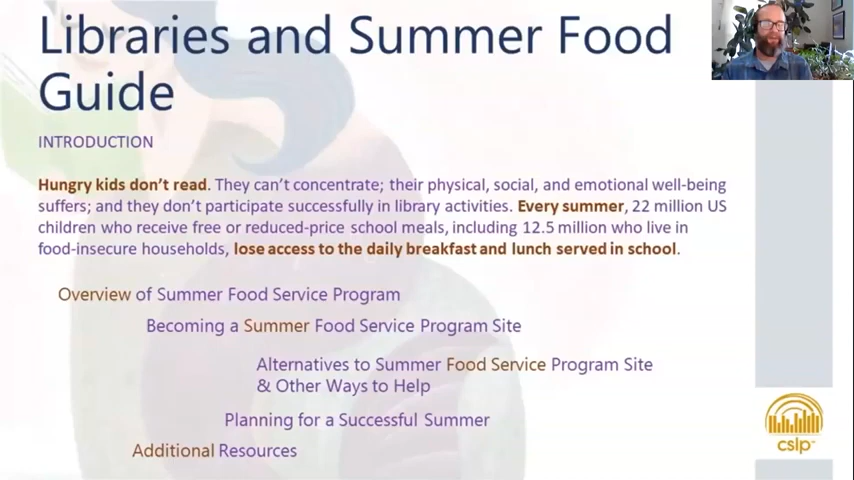 Libraries and Summer Food
Guide
INTRODUCTION
Hungry kids don't read. They can't concentrate; their physical, social, and emotional well-being
suffers; and they don't participate successfully in library activities. Every summer, 22 million US
children who receive free or reduced-price school meals, including 12.5 million who live in
food-insecure households, lose access to the daily breakfast and lunch served in school.
Overview of Summer Food Service Program
Becoming a Summer Food Service Program Site
Alternatives to Summer Food Service Program Site
& Other Ways to Help
Planning for a Successful Summer
Additional Resources
cslp